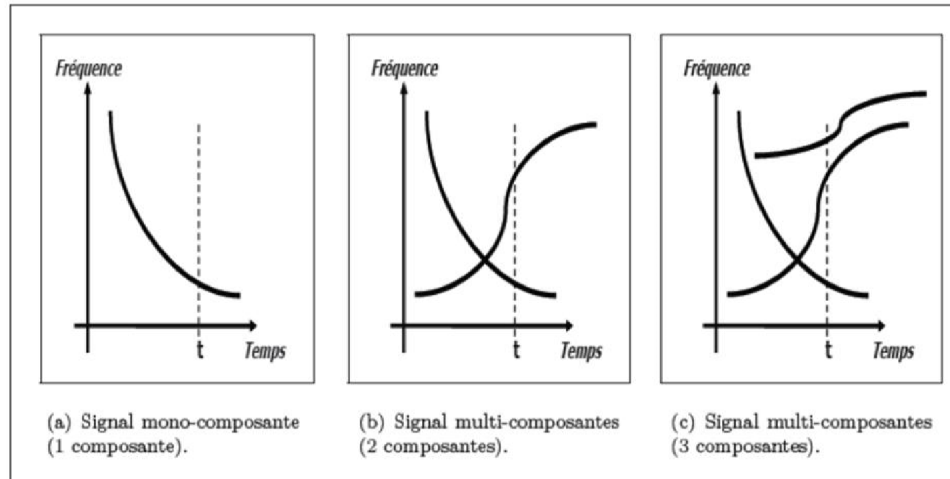 Fréquence
t
Temps
(a) Signal mono-composante
(1 composante).
Fréquence
t
Temps
(b) Signal multi-composantes
(2 composantes).
Fréquence
t
Temps
(c) Signal multi-composantes
(3 composantes).